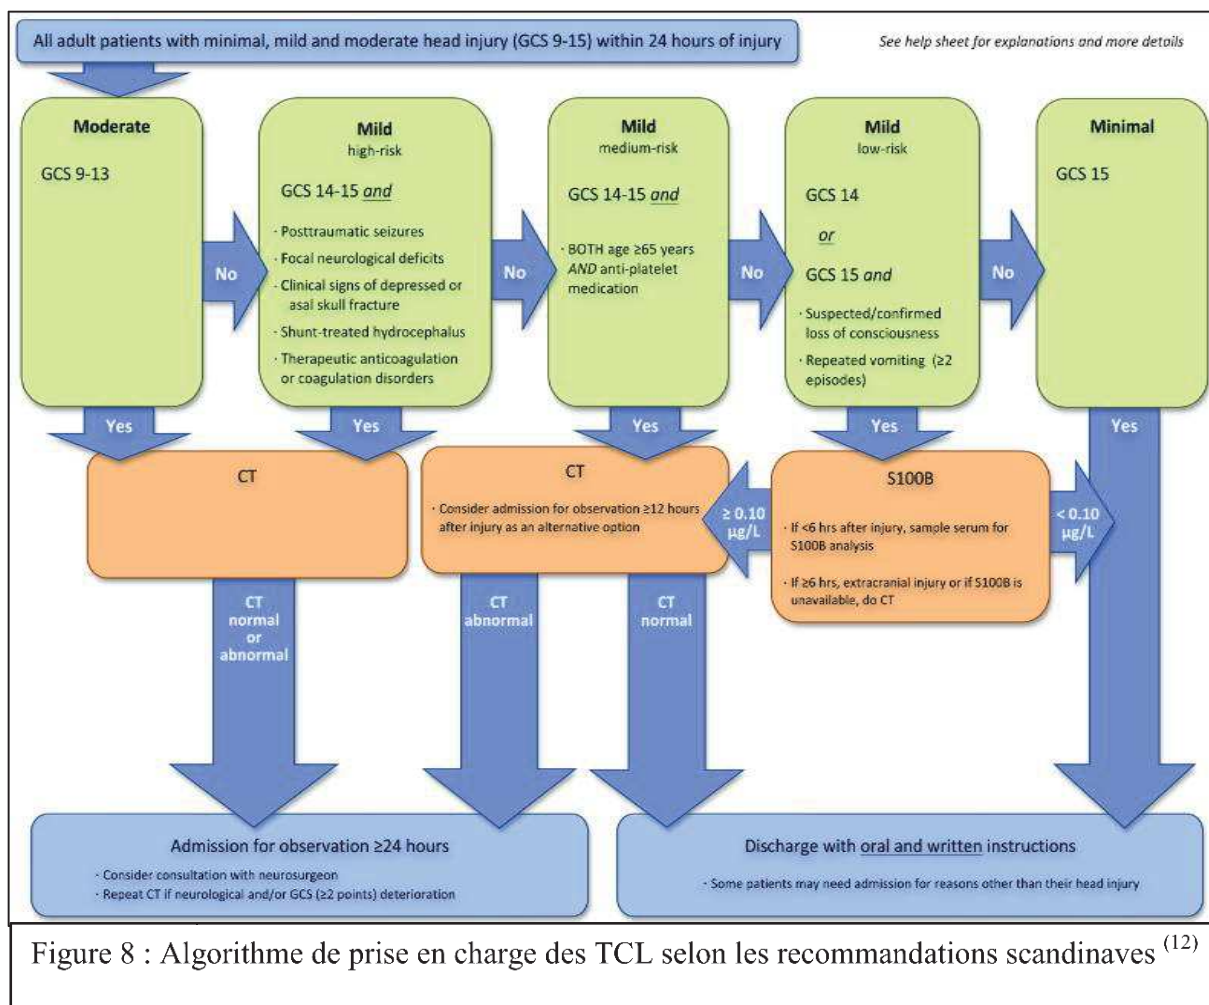 All adult patients with minimal, mild and moderate head injury (GCS 9-15) within 24 hours of injury
See help sheet for explanations and more details
Moderate
GCS 9-13
No
Mild
high-risk
GCS 14-15 and
· Posttraumatic seizures
· Focal neurological deficits
· Clinical signs of depressed or
asal skull fracture
· Shunt-treated hydrocephalus
· Therapeutic anticoagulation
or coagulation disorders
No
Mild
medium-risk
GCS 14-15 and
· BOTH age ≥65 years
AND anti-platelet
medication
No
Mild
low-risk
GCS 14
or
GCS 15 and
· Suspected/confirmed
loss of consciousness
· Repeated vomiting (≥2
episodes)
No
Minimal
GCS 15
Yes
Yes
Yes
Yes
Yes
CT
CT
· Consider admission for observation ≥12 hours
after injury as an alternative option
≥ 0.10
µg/L
S100B
· If <6 hrs after injury, sample serum for
S100B analysis
· If ≥6 hrs, extracranial injury or if S100B is
unavailable, do CT
< 0.10
µg/L
CT
normal
or
abnormal
CT
abnormal
CT
normal
Admission for observation ≥24 hours
· Consider consultation with neurosurgeon
· Repeat CT if neurological and/or GCS (≥2 points) deterioration
Discharge with oral and written instructions
· Some patients may need admission for reasons other than their head injury
Figure 8 : Algorithme de prise en charge des TCL selon les recommandations scandinaves (12)